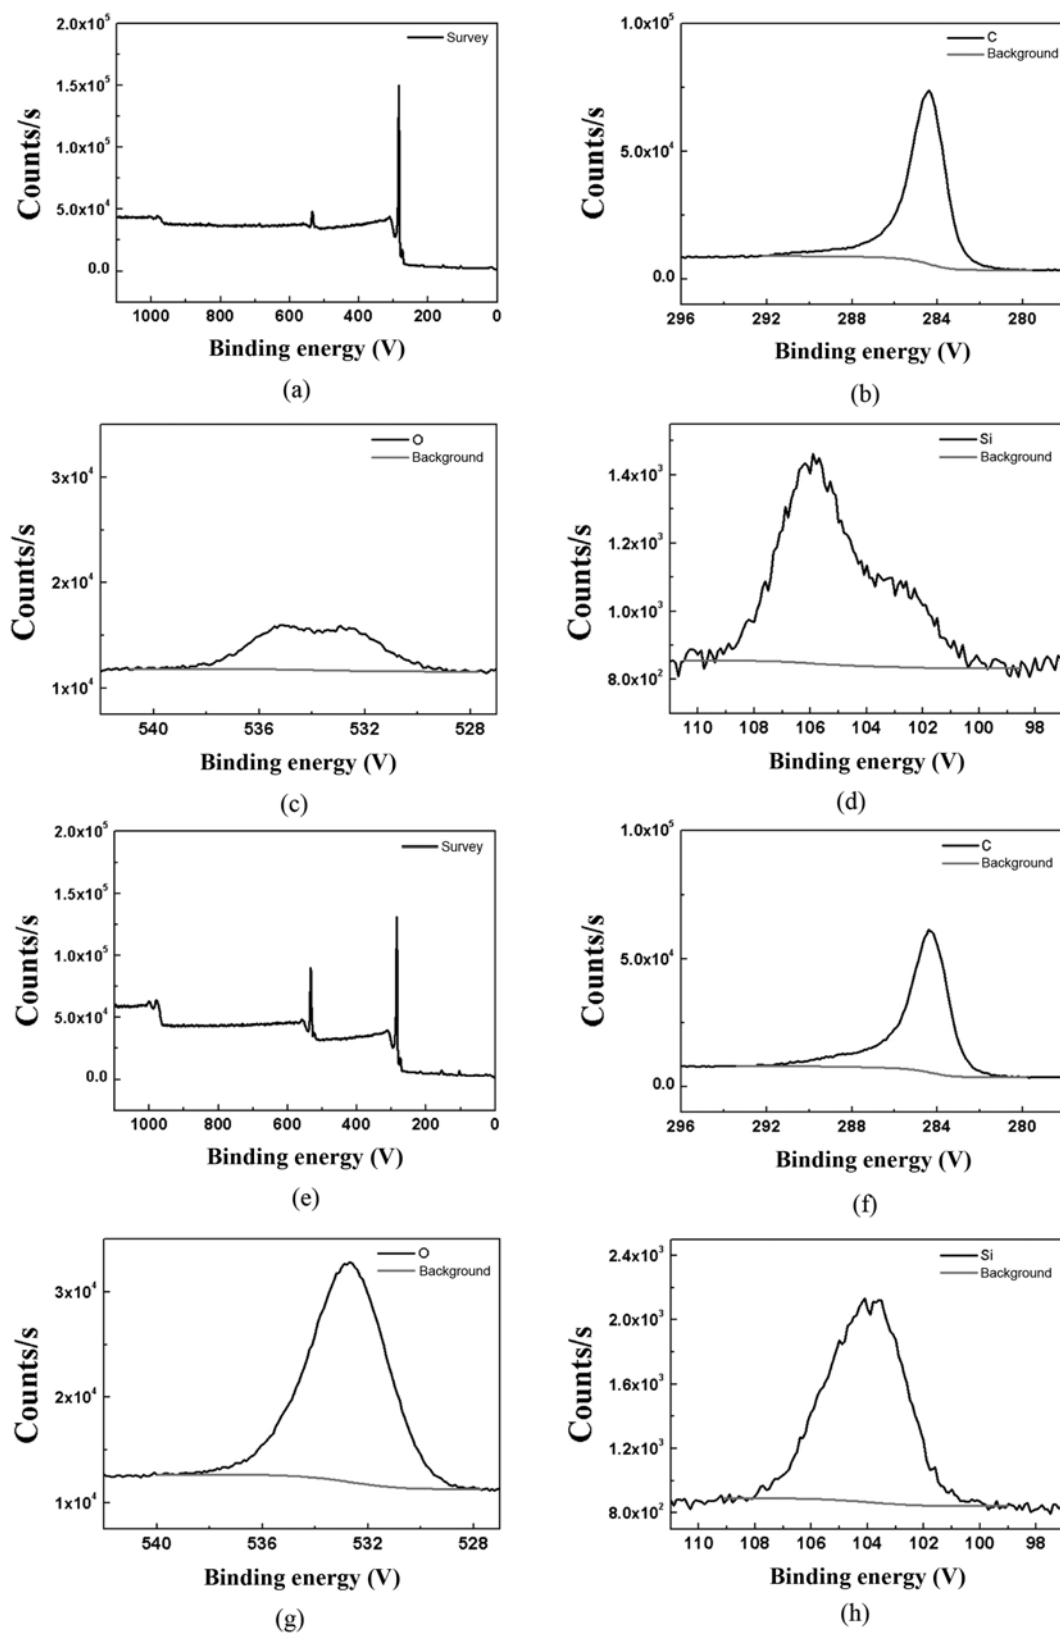 2.0x10⁵
Survey
1.5x10⁵
1.0x10⁵
5.0x10⁴
0.0
Counts/s
1000 800 600 400 200 0
Binding energy (V)
(a)
1.0x10⁵
C
Background
5.0x10⁴
0.0
Counts/s
296 292 288 284 280
Binding energy (V)
(b)
O
Background
3x10⁴
2x10⁴
1x10⁴
Counts/s
540 536 532 528
Binding energy (V)
(c)
Si
Background
1.4x10³
1.2x10³
1.0x10³
8.0x10²
Counts/s
110 108 106 104 102 100 98
Binding energy (V)
(d)
2.0x10⁵
Survey
1.5x10⁵
1.0x10⁵
5.0x10⁴
0.0
Counts/s
1000 800 600 400 200 0
Binding energy (V)
(e)
1.0x10⁵
C
Background
5.0x10⁴
0.0
Counts/s
296 292 288 284 280
Binding energy (V)
(f)
O
Background
3x10⁴
2x10⁴
1x10⁴
Counts/s
540 536 532 528
Binding energy (V)
(g)
2.4x10³
Si
Background
2.0x10³
1.6x10³
1.2x10³
8.0x10²
Counts/s
110 108 106 104 102 100 98
Binding energy (V)
(h)